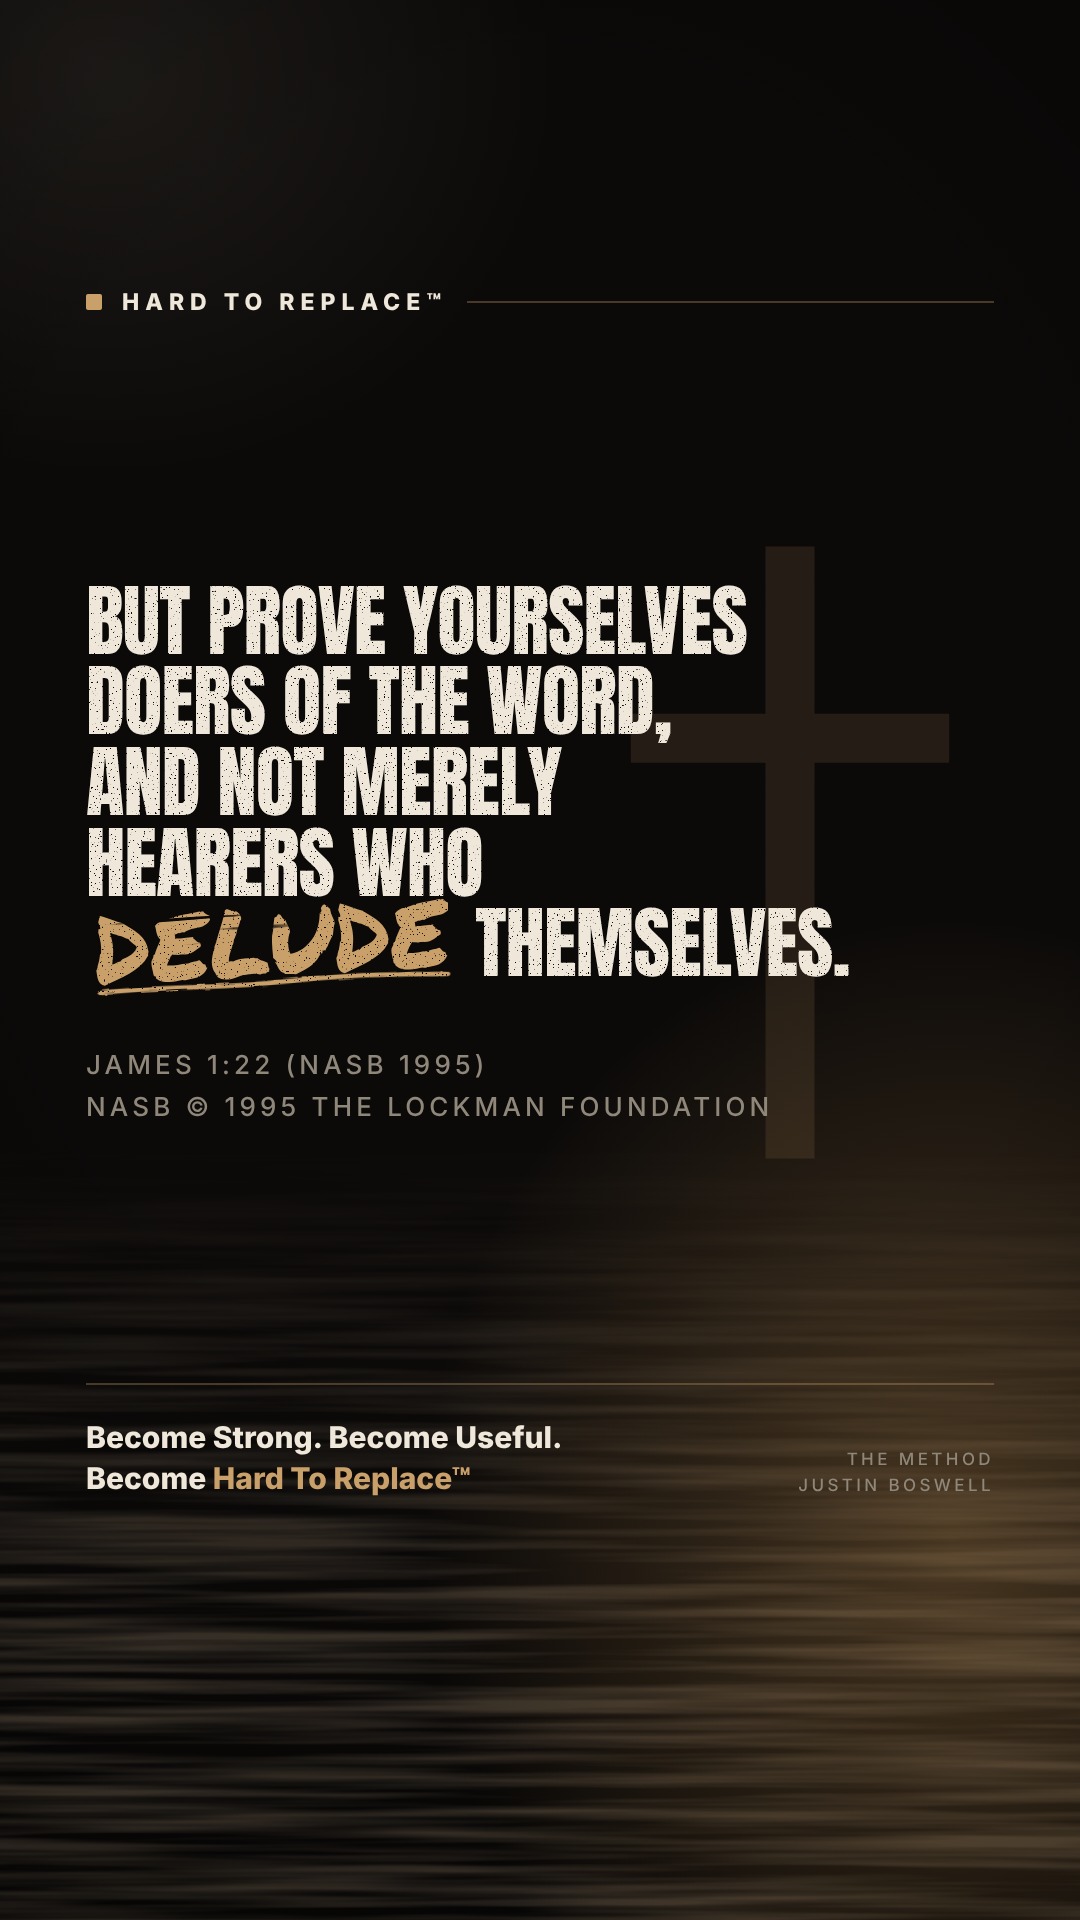 HARD TO REPLACE™
BUT PROVE YOURSELVES
DOERS OF THE WORD,
AND NOT MERELY
HEARERS WHO
DELUDE THEMSELVES.
JAMES 1:22 (NASB 1995)
NASB © 1995 THE LOCKMAN FOUNDATION
Become Strong. Become Useful.
Become Hard To Replace™
THE METHOD
JUSTIN BOSWELL